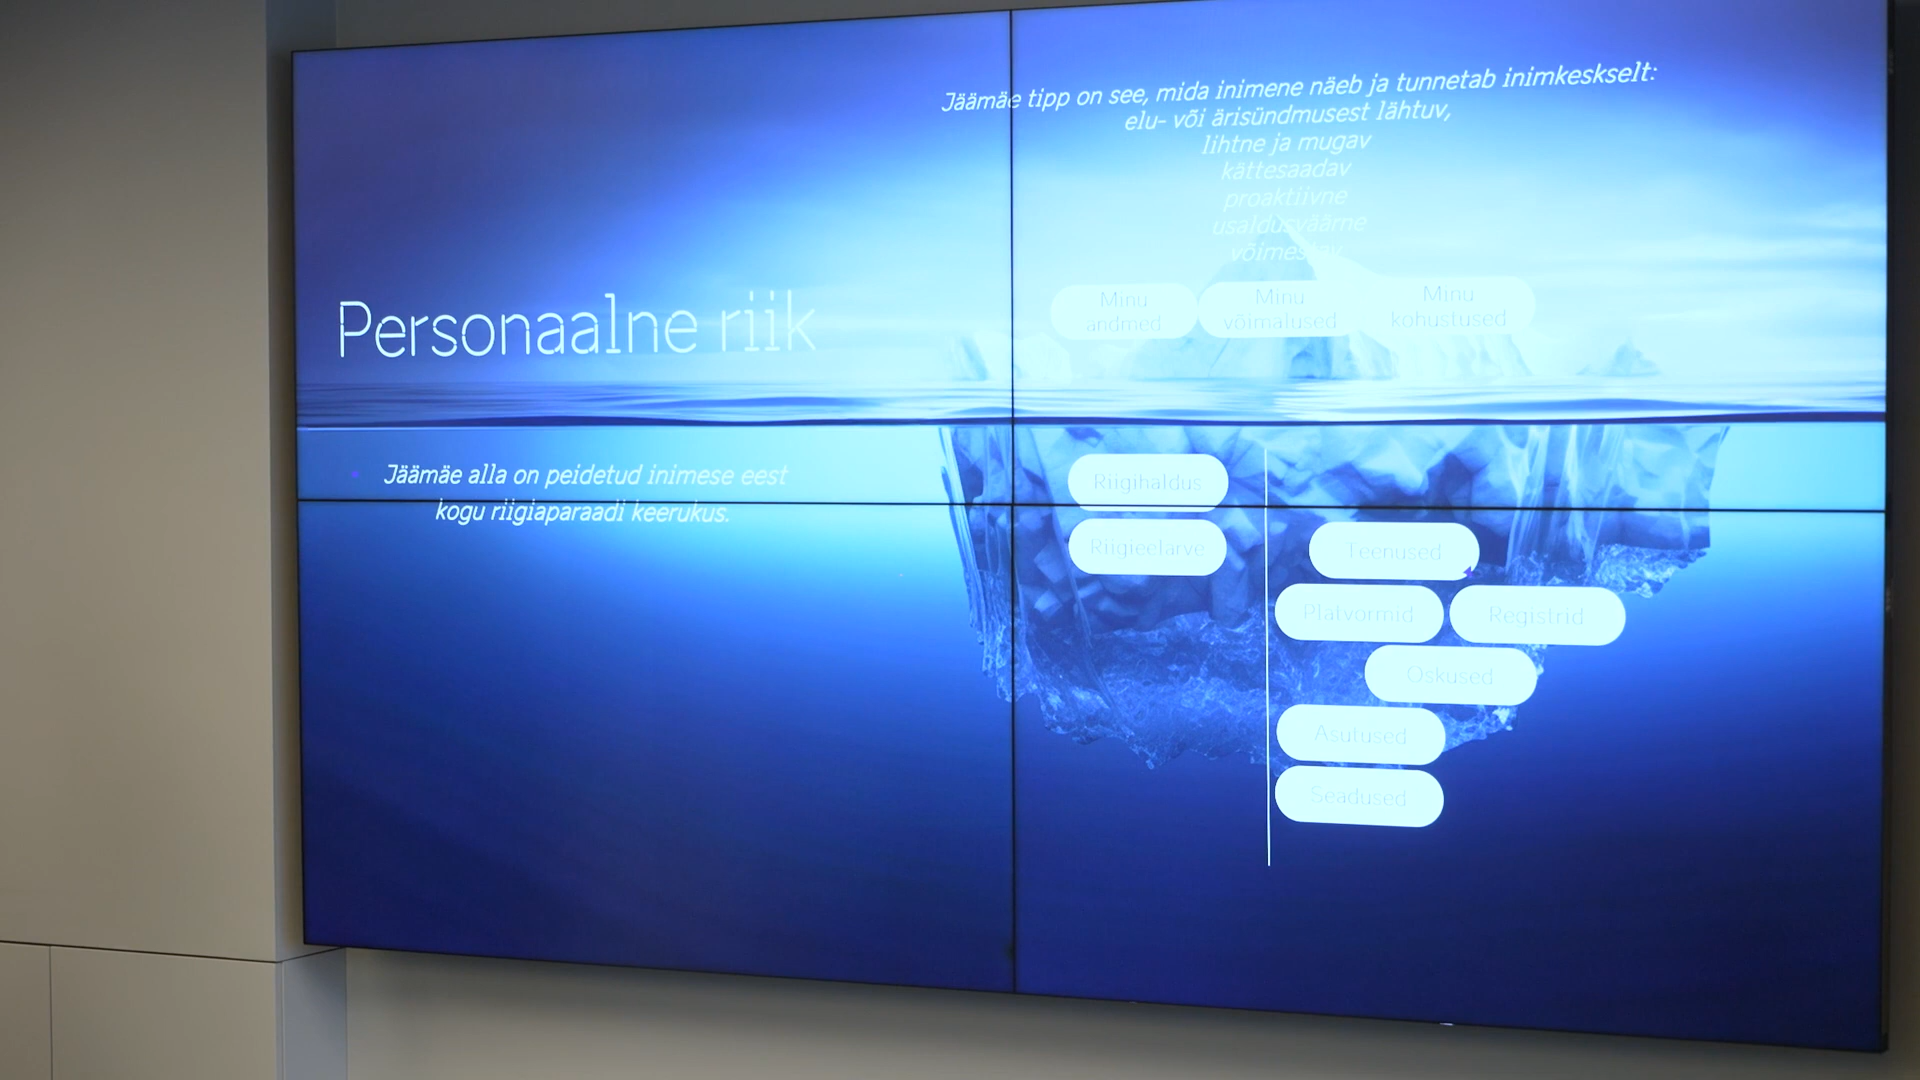 Jäämäe tipp on see, mida inimene näeb ja tunnetab inimkeskselt:
elu- või ärisündmusest lähtuv,
lihtne ja mugav
kättesaadav
proaktiivne
usaldusväärne
võimestav
Personaalne riik
Minu
andmed
Minu
võimalused
Minu
kohustused
Jäämäe alla on peidetud inimese eest
kogu riigiaparaadi keerukus.
Riigihaldus
Riigieelarve
Teenused
Platvormid
Registrid
Oskused
Asutused
Seadused